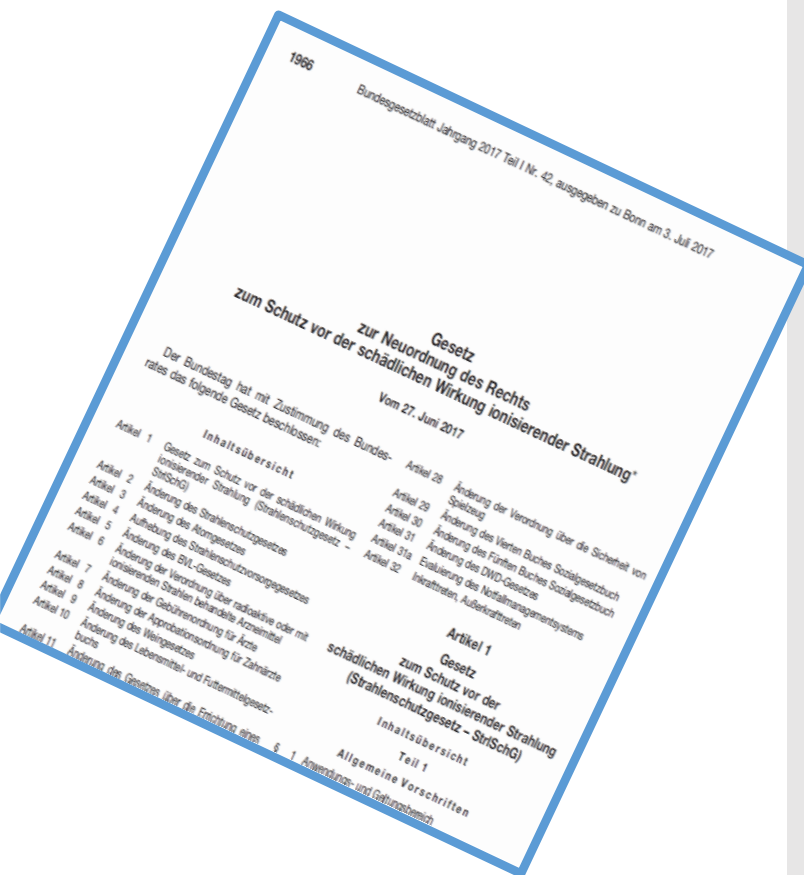 1966
Bundesgesetzblatt Jahrgang 2017 Teil I Nr. 42, ausgegeben zu Bonn am 3. Juli 2017
Gesetz
zur Neuordnung des Rechts
zum Schutz vor der schädlichen Wirkung ionisierender Strahlung*
Vom 27. Juni 2017
Der Bundestag hat mit Zustimmung des Bundes-
rates das folgende Gesetz beschlossen:
Inhaltsübersicht
Artikel 1 Gesetz zum Schutz vor der schädlichen Wirkung
ionisierender Strahlung (Strahlenschutzgesetz –
StrlSchG)
Artikel 2 Änderung des Strahlenschutzgesetzes
Artikel 3 Änderung des Atomgesetzes
Artikel 4 Aufhebung des Strahlenschutzvorsorgegesetzes
Artikel 5 Änderung des BVL-Gesetzes
Artikel 6 Änderung der Verordnung über radioaktive oder mit
ionisierenden Strahlen behandelte Arzneimittel
Artikel 7 Änderung der Gebührenordnung für Ärzte
Artikel 8 Änderung der Approbationsordnung für Zahnärzte
Artikel 9 Änderung des Weingesetzes
Artikel 10 Änderung des Lebensmittel- und Futtermittelgesetz-
buchs
Artikel 11 Änderung des Gesetzes über die Errichtung eines
Artikel 28 Änderung der Verordnung über die Sicherheit von
Spielzeug
Artikel 29 Änderung des Vierten Buches Sozialgesetzbuch
Artikel 30 Änderung des Fünften Buches Sozialgesetzbuch
Artikel 31 Änderung des DWD-Gesetzes
Artikel 31a Evaluierung des Notfallmanagementsystems
Artikel 32 Inkrafttreten, Außerkrafttreten
Artikel 1
Gesetz
zum Schutz vor der
schädlichen Wirkung ionisierender Strahlung
(Strahlenschutzgesetz – StrlSchG)
Inhaltsübersicht
Teil 1
Allgemeine Vorschriften
§ 1 Anwendungs- und Geltungsbereich